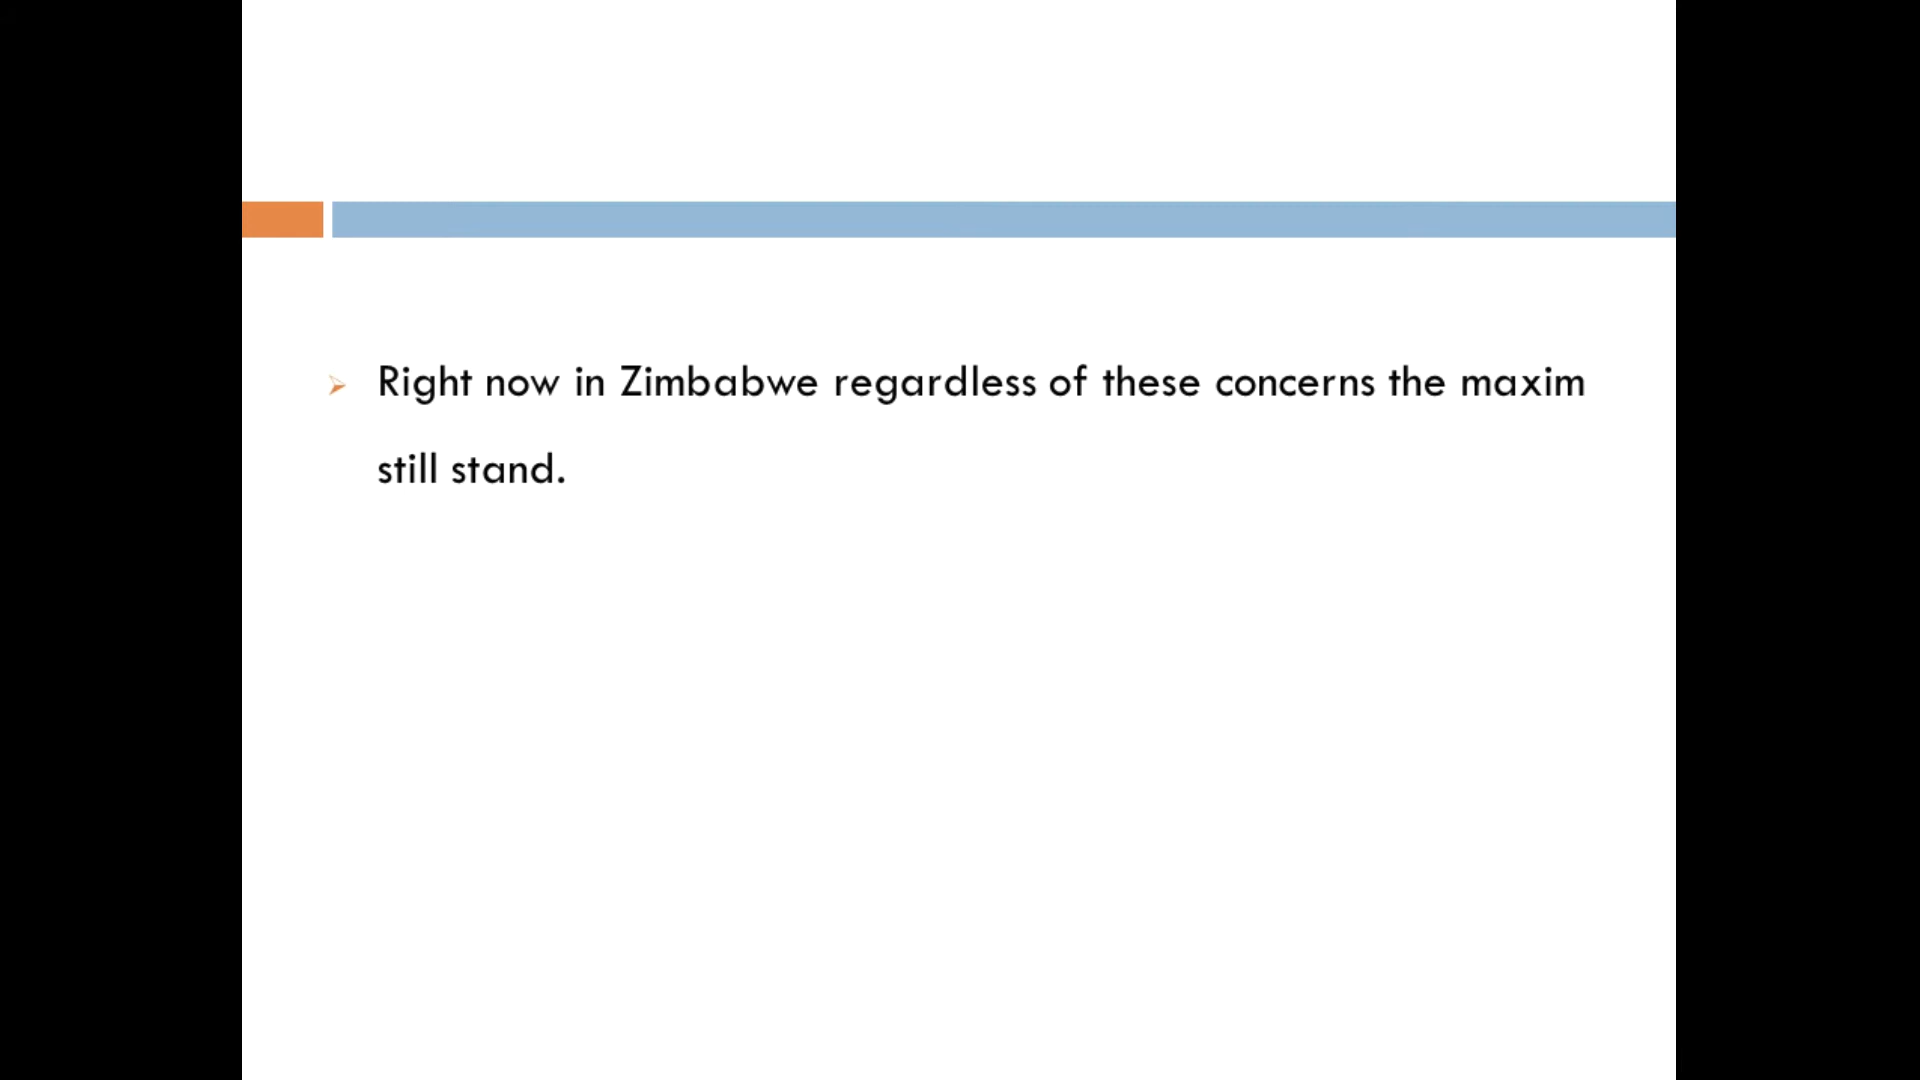 Right now in Zimbabwe regardless of these concerns the maxim
still stand.